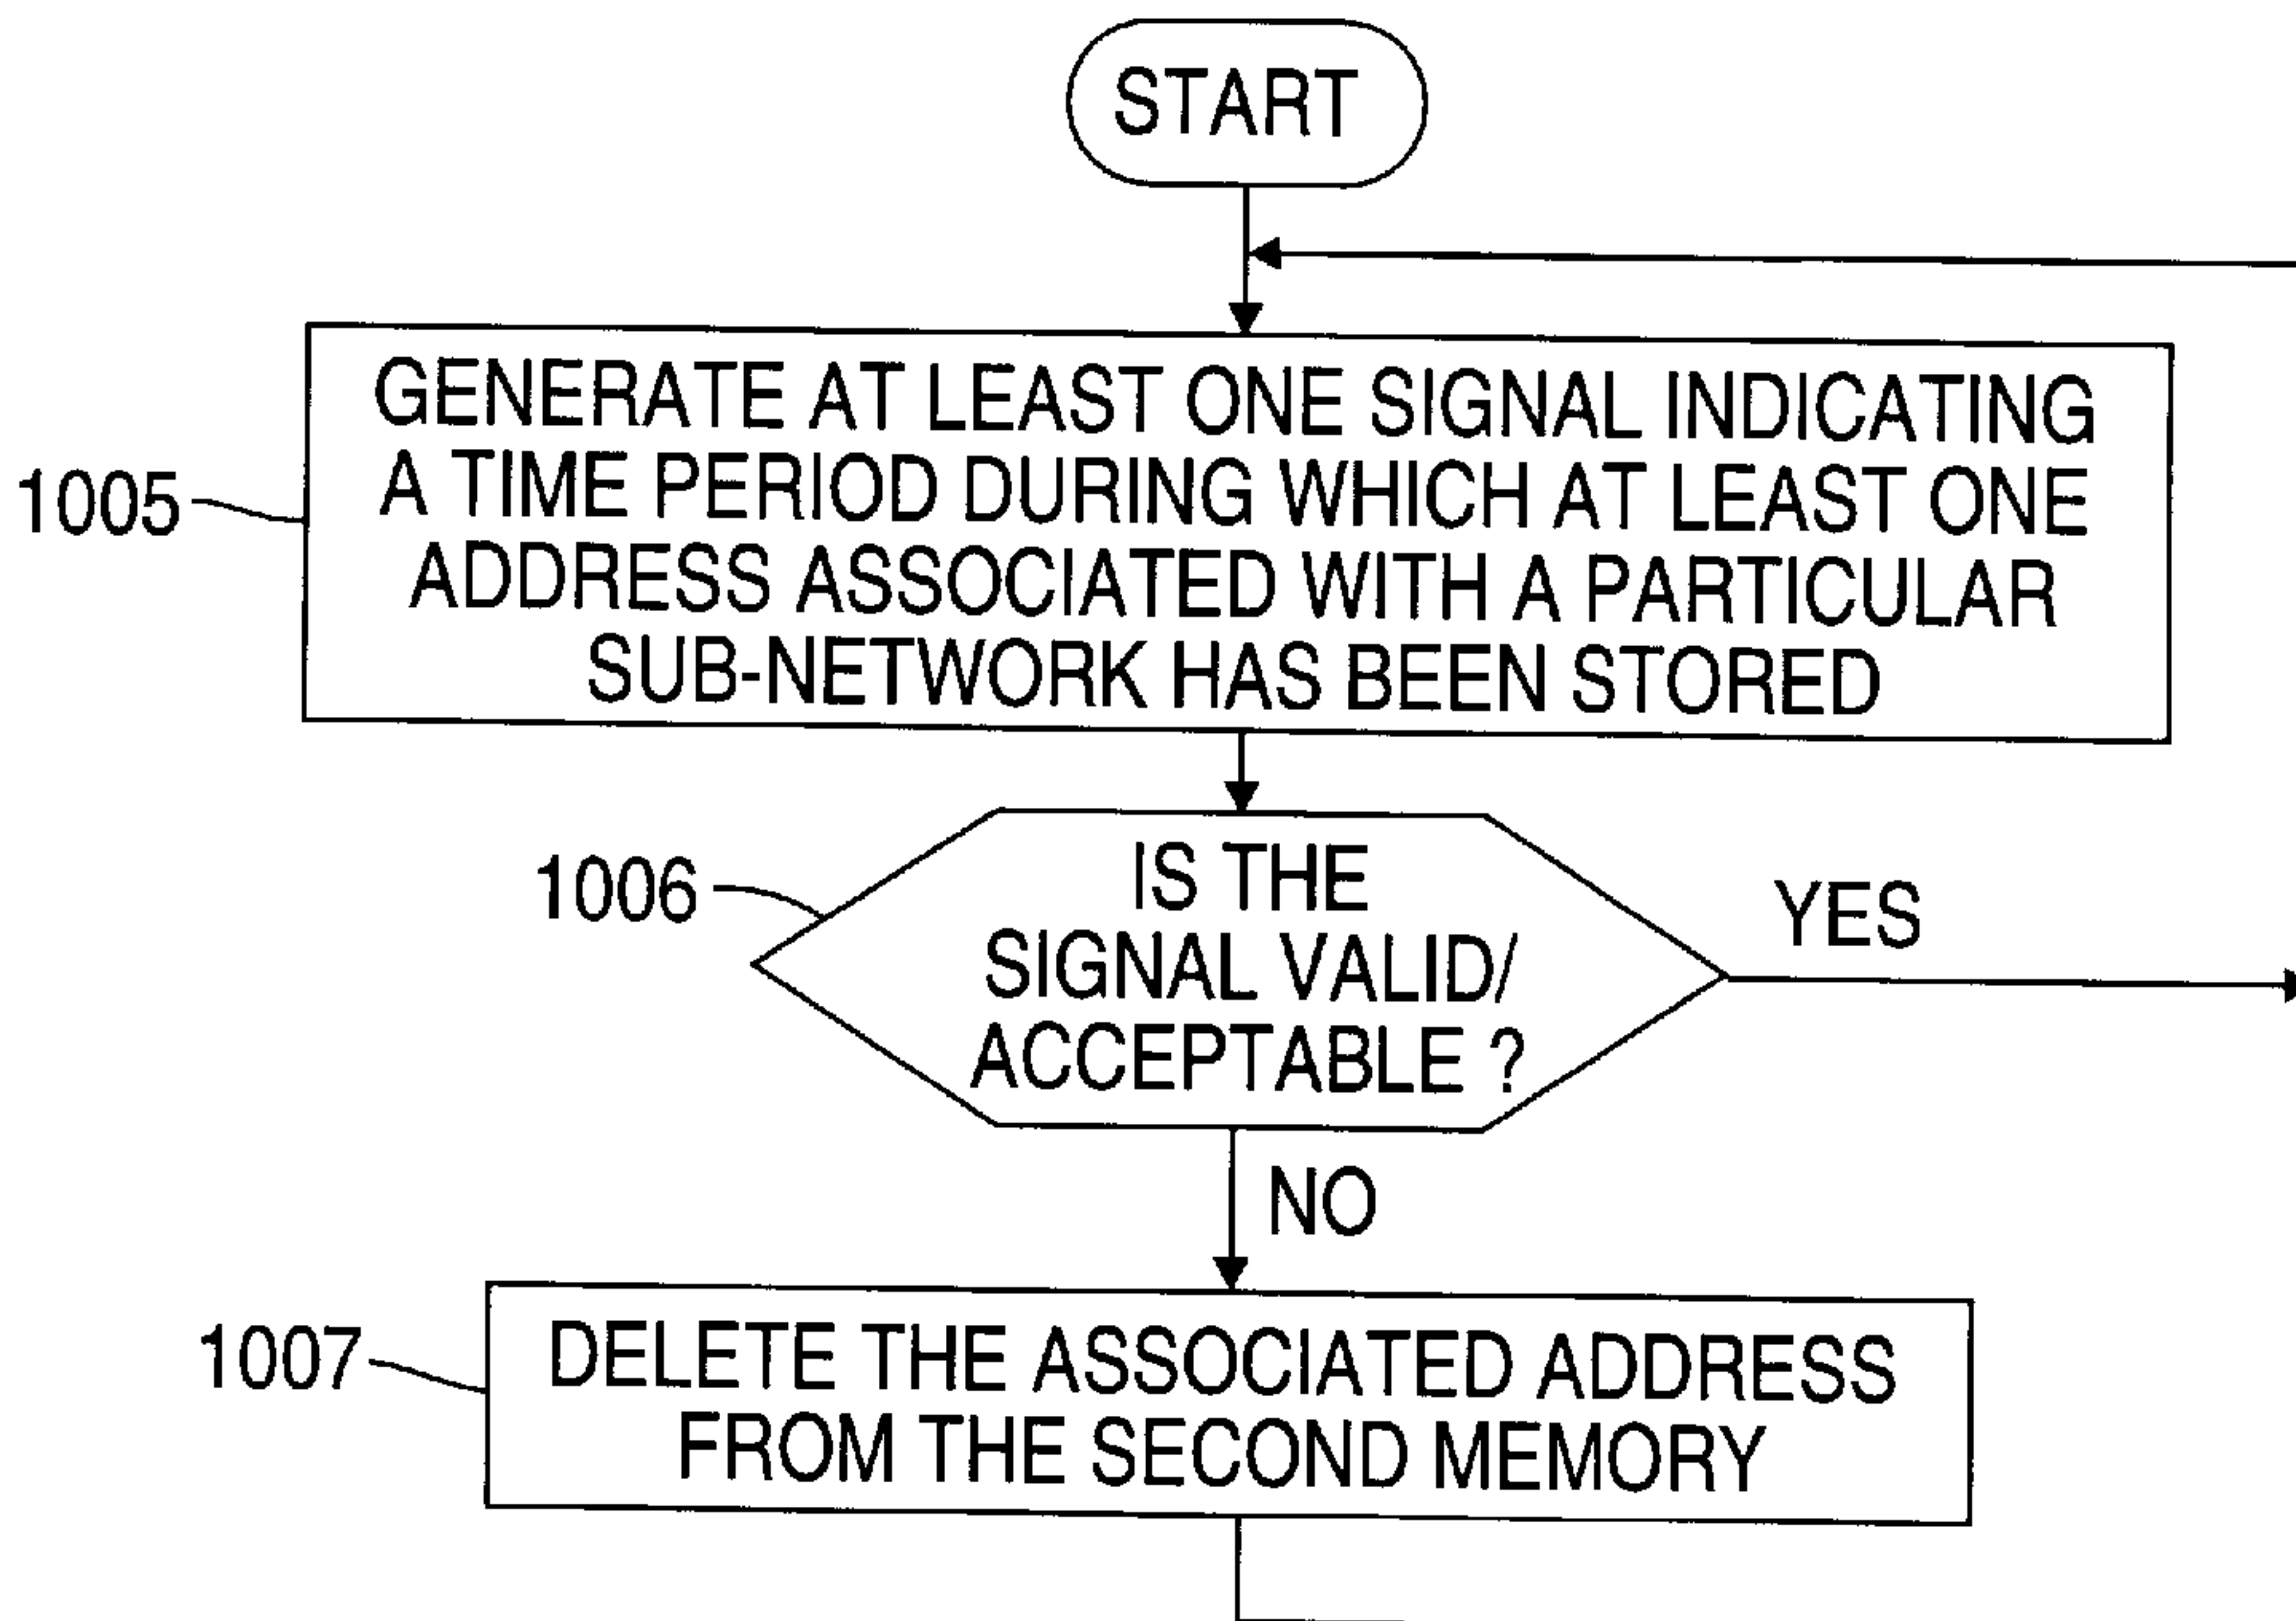 START
GENERATE AT LEAST ONE SIGNAL INDICATING
A TIME PERIOD DURING WHICH AT LEAST ONE
ADDRESS ASSOCIATED WITH A PARTICULAR
SUB-NETWORK HAS BEEN STORED
1005
IS THE
SIGNAL VALID/
ACCEPTABLE ?
1006
YES
NO
DELETE THE ASSOCIATED ADDRESS
FROM THE SECOND MEMORY
1007